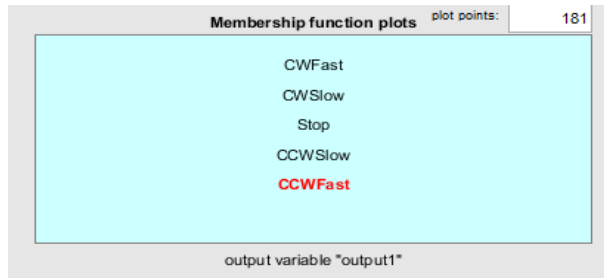 Membership function plots plot points: 181
CWFast
CWSlow
Stop
CCWSlow
CCWFast
output variable "output1"